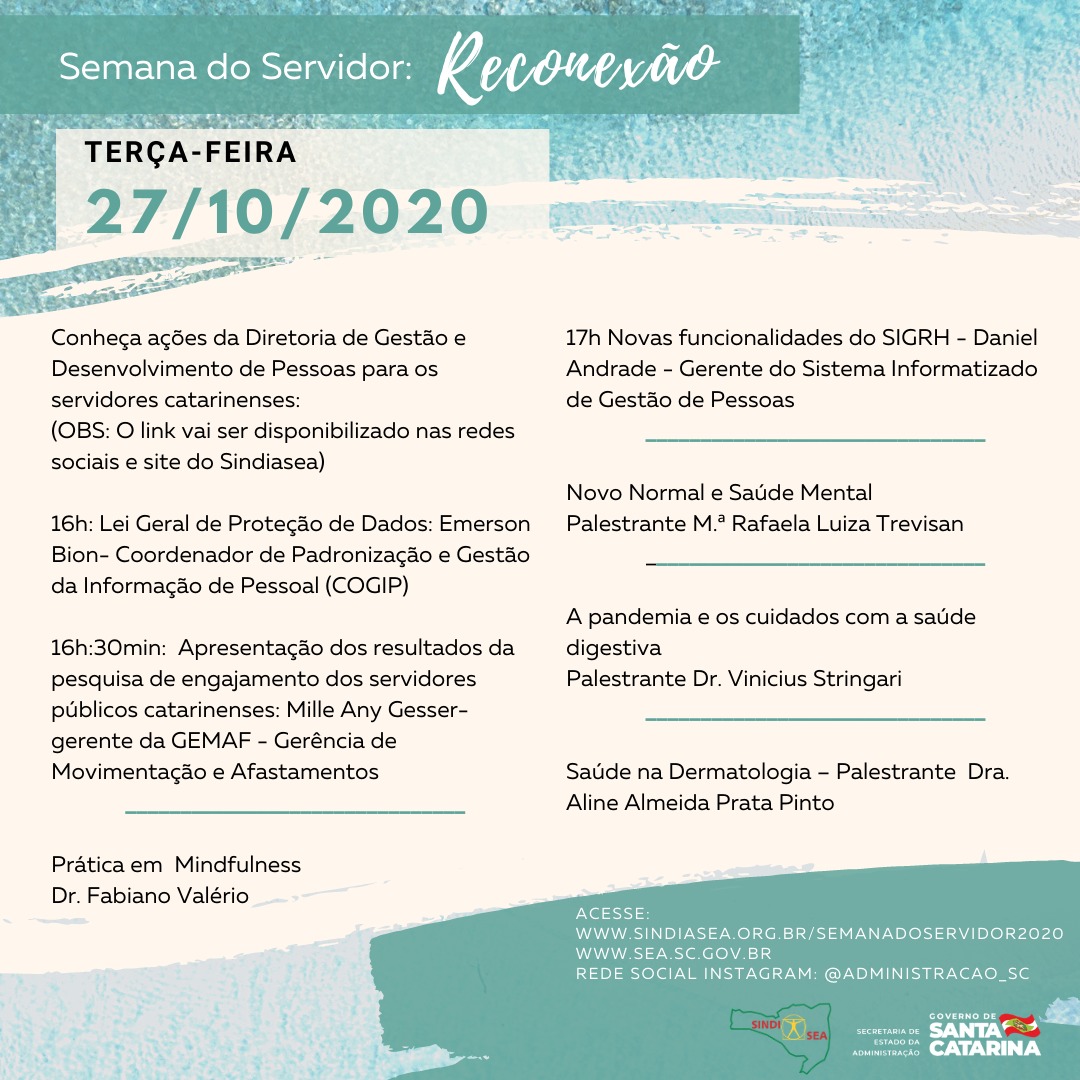 Semana do Servidor: Reconexão
TERÇA-FEIRA
27/10/2020
Conheça ações da Diretoria de Gestão e
Desenvolvimento de Pessoas para os
servidores catarinenses:
(OBS: O link vai ser disponibilizado nas redes
sociais e site do Sindiasea)
16h: Lei Geral de Proteção de Dados: Emerson
Bion- Coordenador de Padronização e Gestão
da Informação de Pessoal (COGIP)
16h:30min:  Apresentação dos resultados da
pesquisa de engajamento dos servidores
públicos catarinenses: Mille Any Gesser-
gerente da GEMAF - Gerência de
Movimentação e Afastamentos
Prática em  Mindfulness
Dr. Fabiano Valério
17h Novas funcionalidades do SIGRH - Daniel
Andrade - Gerente do Sistema Informatizado
de Gestão de Pessoas
Novo Normal e Saúde Mental
Palestrante M.ª Rafaela Luiza Trevisan
A pandemia e os cuidados com a saúde
digestiva
Palestrante Dr. Vinicius Stringari
Saúde na Dermatologia – Palestrante  Dra.
Aline Almeida Prata Pinto
ACESSE:
WWW.SINDIASEA.ORG.BR/SEMANADOSERVIDOR2020
WWW.SEA.SC.GOV.BR
REDE SOCIAL INSTAGRAM: @ADMINISTRACAO_SC
SINDI SEA
SECRETARIA DE
ESTADO DA
ADMINISTRAÇÃO
GOVERNO DE
SANTA
CATARINA